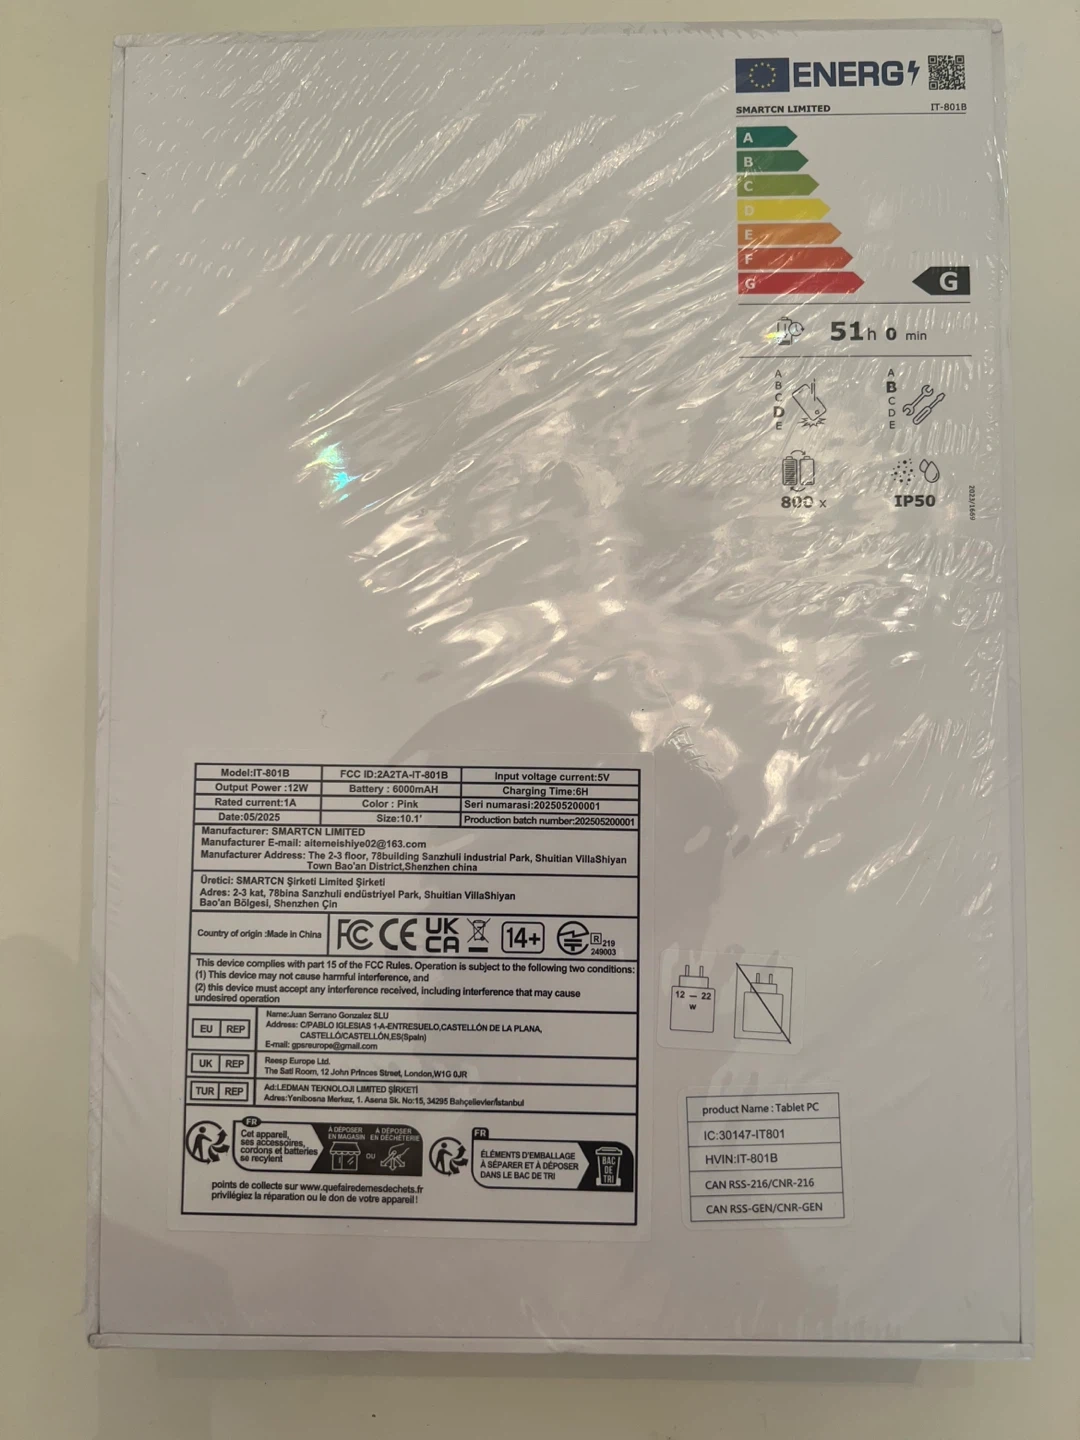 ENERG
SMARTCN LIMITED IT-801B
A
B
C
D
E
F
G
G
51h 0 min
A
B
C
D
E
A
B
C
D
E
800 x
IP50
2023/1669
Model:IT-801B FCC ID:2A2TA-IT-801B Input voltage current:5V
Output Power :12W Battery : 6000mAH Charging Time:6H
Rated current:1A Color : Pink Seri numarasi:202505200001
Date:05/2025 Size:10.1' Production batch number:202505200001
Manufacturer: SMARTCN LIMITED
Manufacturer E-mail: aitemeishiye02@163.com
Manufacturer Address: The 2-3 floor, 78building Sanzhuli Industrial Park, Shuitian VillaShiyan
Town Bao'an District,Shenzhen china
Üretici: SMARTCN Şirketi Limited Şirketi
Adres: 2-3 kat, 78bina Sanzhuli endüstriyel Park, Shuitian VillaShiyan
Bao'an Bölgesi, Shenzhen Çin
Country of origin :Made in China
FC CE UK CA 14+ R 219
249003
This device complies with part 15 of the FCC Rules. Operation is subject to the following two conditions:
(1) This device may not cause harmful interference, and
(2) this device must accept any interference received, including interference that may cause
undesired operation
EU REP
Name:Juan Serrano Gonzalez SLU
Address: C/PABLO IGLESIAS 1-A-ENTRESUELO,CASTELLÓN DE LA PLANA,
CASTELLÓ/CASTELLÓN,ES(Spain)
E-mail: gpsreurope@gmail.com
UK REP
Reesp Europe Ltd.
The Satl Room, 12 John Princes Street, London,W1G 0JR
TUR REP
Ad:LEDMAN TEKNOLOJI LIMITED ŞİRKETİ
Adres:Yenibosna Merkez, 1. Asena Sk. No:15, 34295 Bahçelievler/İstanbul
FR
Cet appareil,
ses accessoires,
cordons et batteries
se recyclent
À DÉPOSER
EN MAGASIN
OU
À DÉPOSER
EN DÉCHÈTERIE
FR
ÉLÉMENTS D'EMBALLAGE
À SÉPARER ET À DÉPOSER
DANS LE BAC DE TRI
BAC
DE
TRI
points de collecte sur www.quefairedemesdechets.fr
privilégiez la réparation ou le don de votre appareil !
12 – 22
W
product Name : Tablet PC
IC:30147-IT801
HVIN:IT-801B
CAN RSS-216/CNR-216
CAN RSS-GEN/CNR-GEN